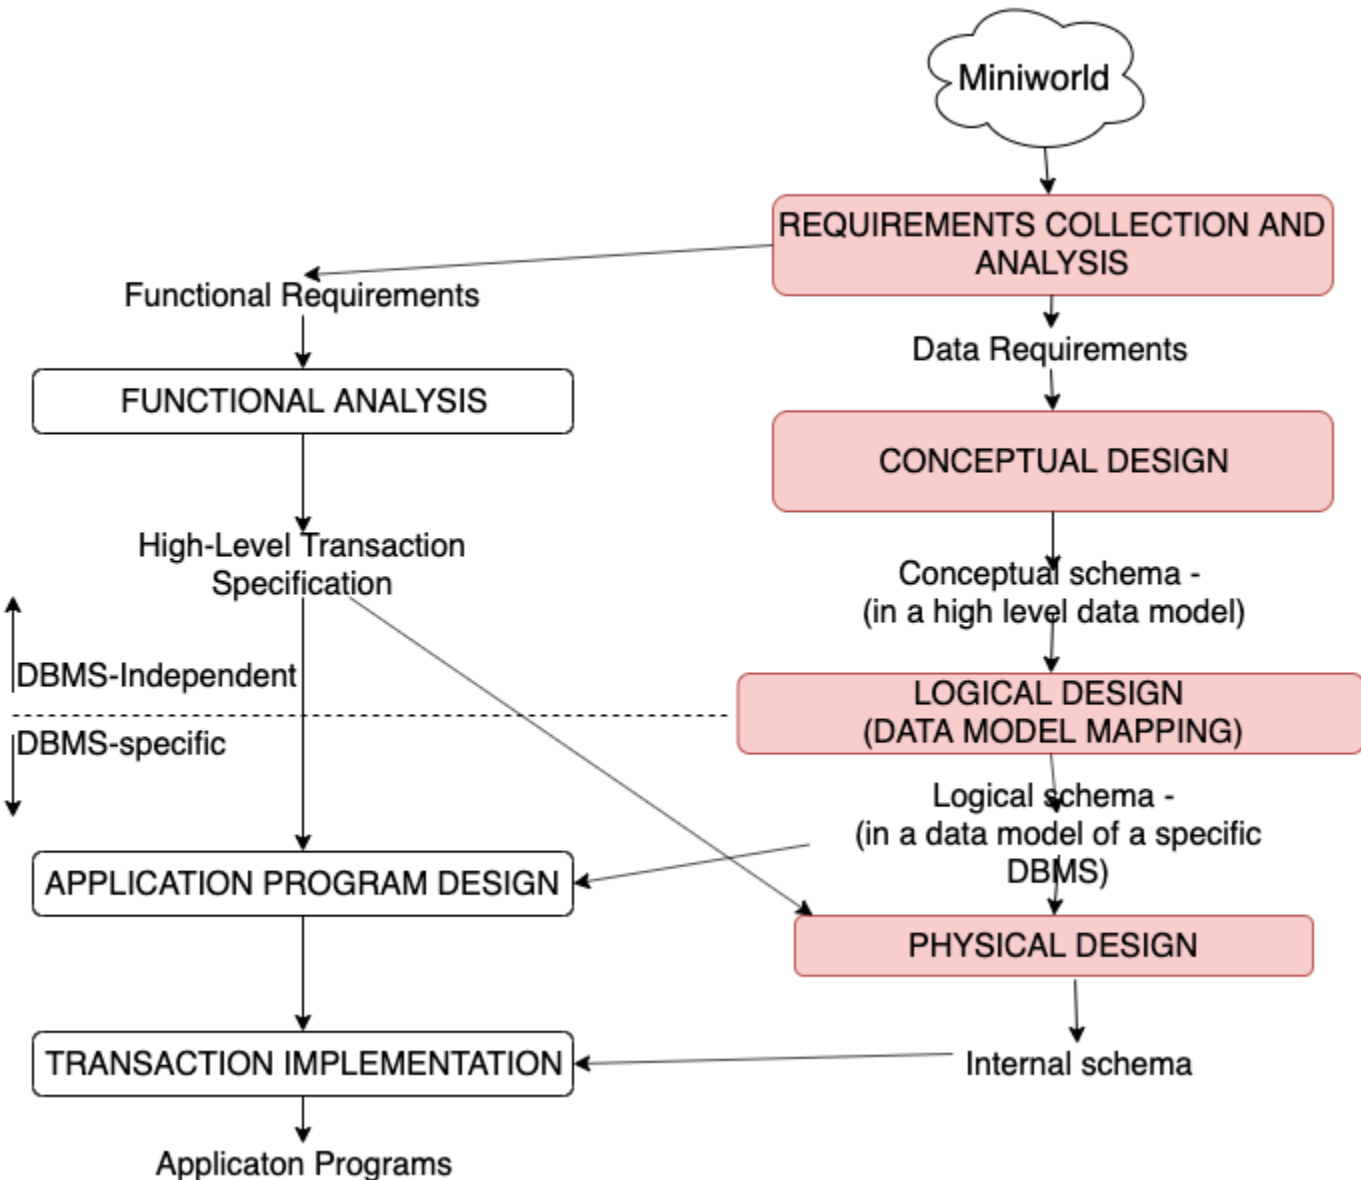 Miniworld
REQUIREMENTS COLLECTION AND
ANALYSIS
Functional Requirements
Data Requirements
FUNCTIONAL ANALYSIS
CONCEPTUAL DESIGN
High-Level Transaction
Specification
Conceptual schema -
(in a high level data model)
DBMS-Independent
DBMS-specific
LOGICAL DESIGN
(DATA MODEL MAPPING)
Logical schema -
(in a data model of a specific
DBMS)
APPLICATION PROGRAM DESIGN
PHYSICAL DESIGN
TRANSACTION IMPLEMENTATION
Internal schema
Applicaton Programs